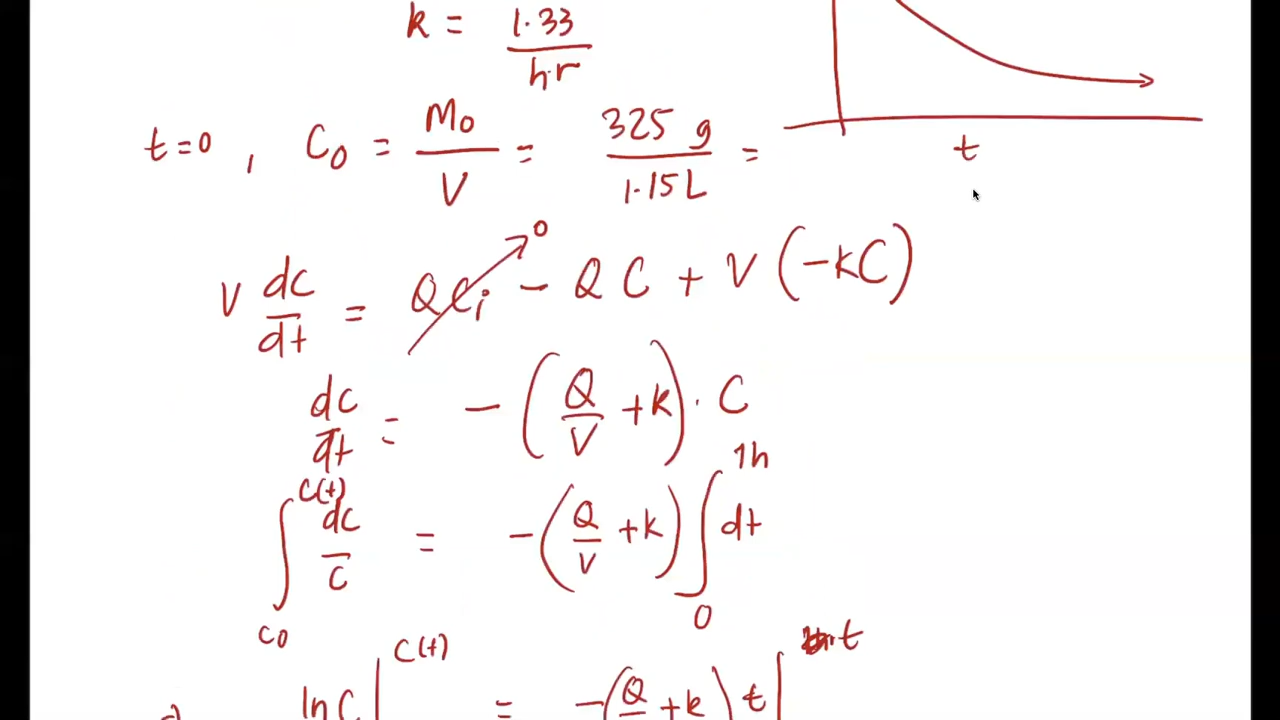 k = 1.33 / hr
t=0 , C0 = M0 / V = 325 g / 1.15L =
t
V dc/dt = QCi → 0 - QC + V (-kC)
dc/dt = - (Q/V + k) · C
∫ C0 C(t) dc/c = - (Q/V + k) ∫ 0 1h dt
ln C | C(t) = - (Q + k) t | t